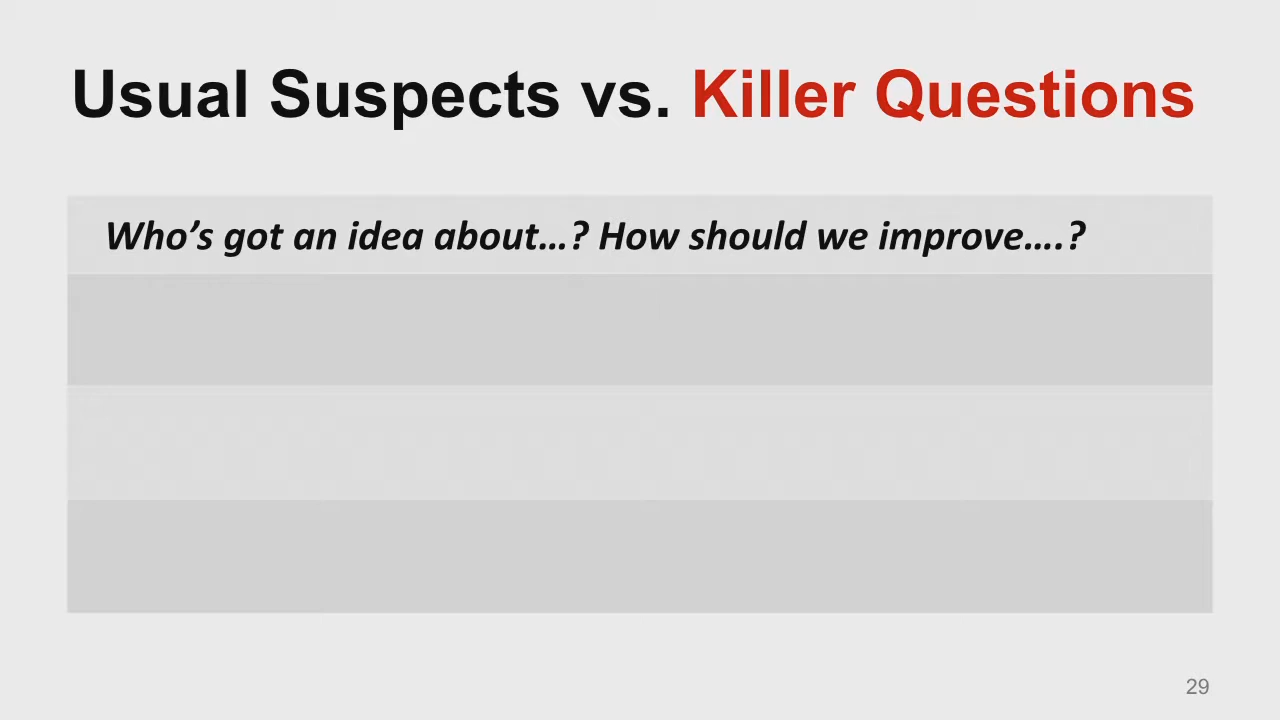 Usual Suspects vs. Killer Questions
Who’s got an idea about…? How should we improve….?
29